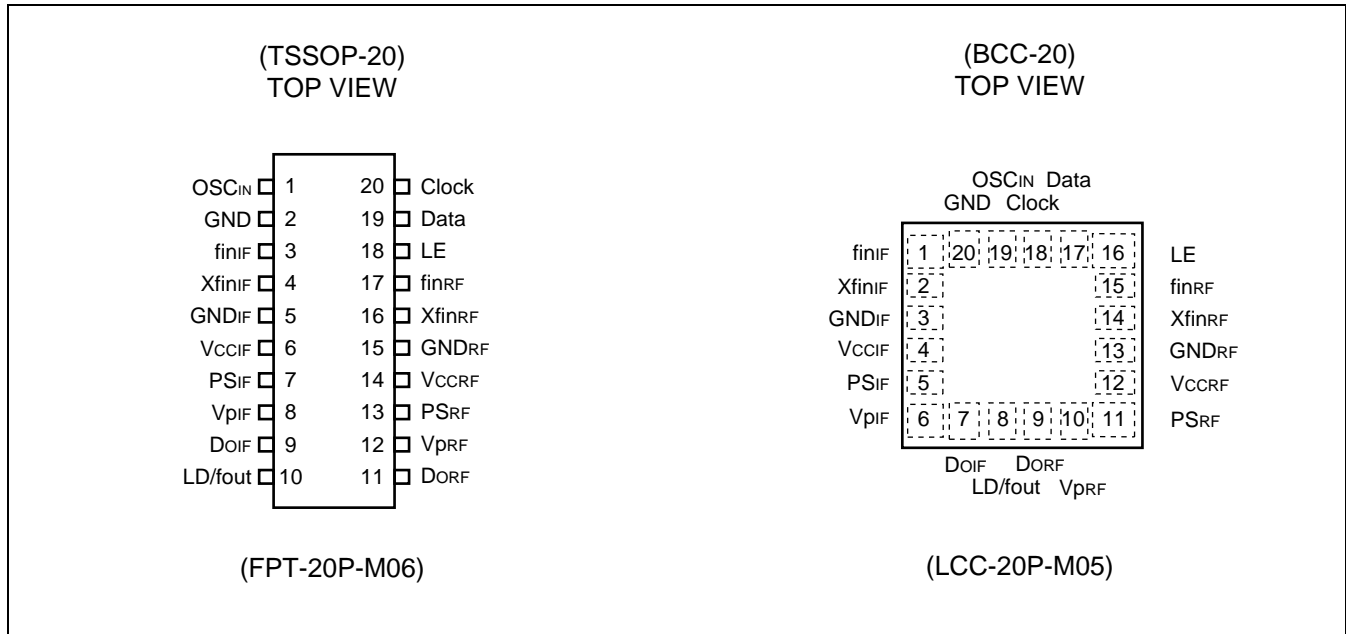 (TSSOP-20)
TOP VIEW
OSCIN 1 20 Clock
GND 2 19 Data
finIF 3 18 LE
XfinIF 4 17 finRF
GNDIF 5 16 XfinRF
VCCIF 6 15 GNDRF
PSIF 7 14 VCCRF
VpIF 8 13 PSRF
DOIF 9 12 VpRF
LD/fout 10 11 DORF
(FPT-20P-M06)
(BCC-20)
TOP VIEW
OSCIN Data
GND Clock
finIF 1 20 19 18 17 16 LE
XfinIF 2 15 finRF
GNDIF 3 14 XfinRF
VCCIF 4 13 GNDRF
PSIF 5 12 VCCRF
VpIF 6 7 8 9 10 11 PSRF
DOIF DORF
LD/fout VpRF
(LCC-20P-M05)